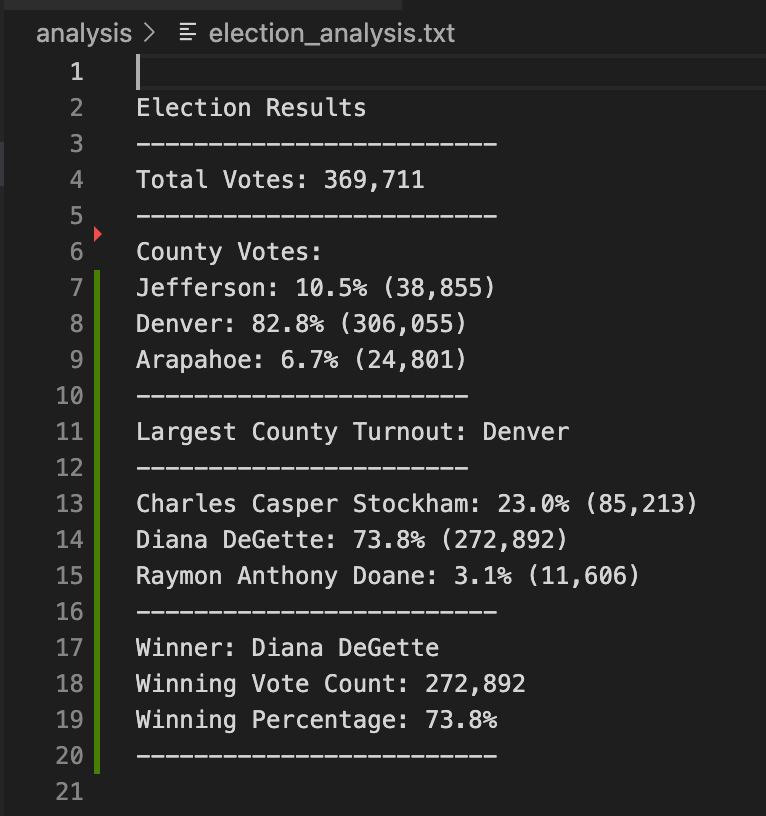 analysis > election_analysis.txt
1
2 Election Results
3 -------------------------
4 Total Votes: 369,711
5 -------------------------
6 County Votes:
7 Jefferson: 10.5% (38,855)
8 Denver: 82.8% (306,055)
9 Arapahoe: 6.7% (24,801)
10 -----------------------
11 Largest County Turnout: Denver
12 -----------------------
13 Charles Casper Stockham: 23.0% (85,213)
14 Diana DeGette: 73.8% (272,892)
15 Raymon Anthony Doane: 3.1% (11,606)
16 -------------------------
17 Winner: Diana DeGette
18 Winning Vote Count: 272,892
19 Winning Percentage: 73.8%
20 -------------------------
21